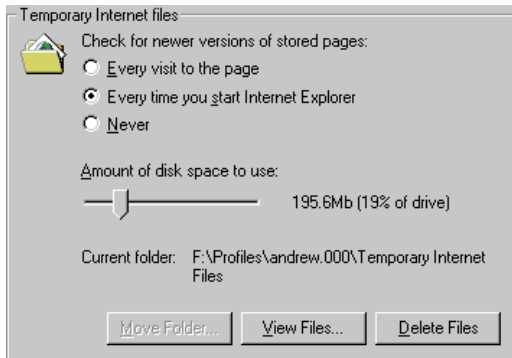 Temporary Internet files
Check for newer versions of stored pages:
Every visit to the page
Every time you start Internet Explorer
Never
Amount of disk space to use:
195.6Mb (19% of drive)
Current folder: F:\Profiles\andrew.000\Temporary Internet
Files
Move Folder... View Files... Delete Files